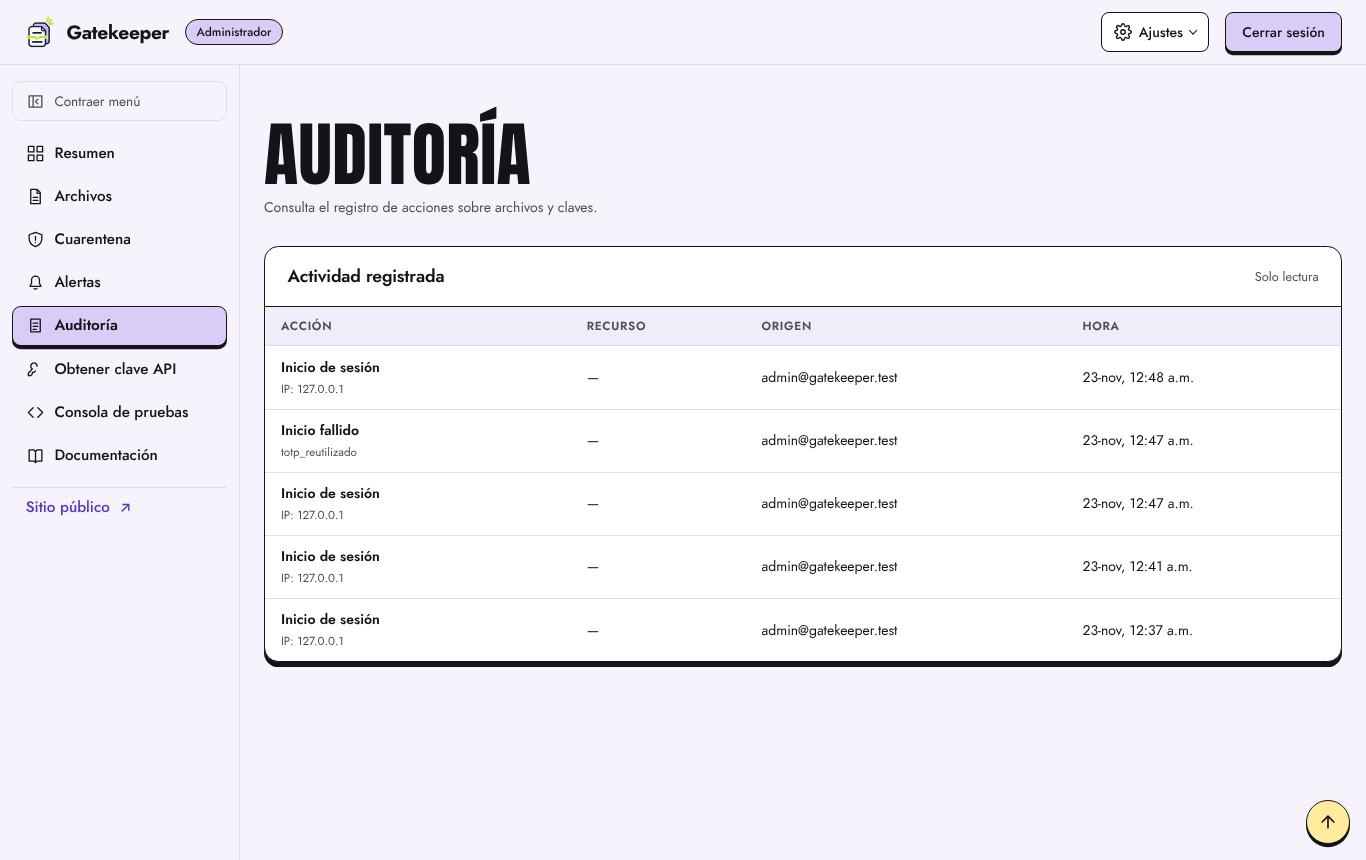 Gatekeeper Administrador Ajustes Cerrar sesión
Contraer menú
Resumen
Archivos
Cuarentena
Alertas
Auditoría
Obtener clave API
Consola de pruebas
Documentación
Sitio público
AUDITORÍA
Consulta el registro de acciones sobre archivos y claves.
Actividad registrada Solo lectura
ACCIÓN RECURSO ORIGEN HORA
Inicio de sesión
IP: 127.0.0.1 — admin@gatekeeper.test 23-nov, 12:48 a.m.
Inicio fallido
totp_reutilizado — admin@gatekeeper.test 23-nov, 12:47 a.m.
Inicio de sesión
IP: 127.0.0.1 — admin@gatekeeper.test 23-nov, 12:47 a.m.
Inicio de sesión
IP: 127.0.0.1 — admin@gatekeeper.test 23-nov, 12:41 a.m.
Inicio de sesión
IP: 127.0.0.1 — admin@gatekeeper.test 23-nov, 12:37 a.m.